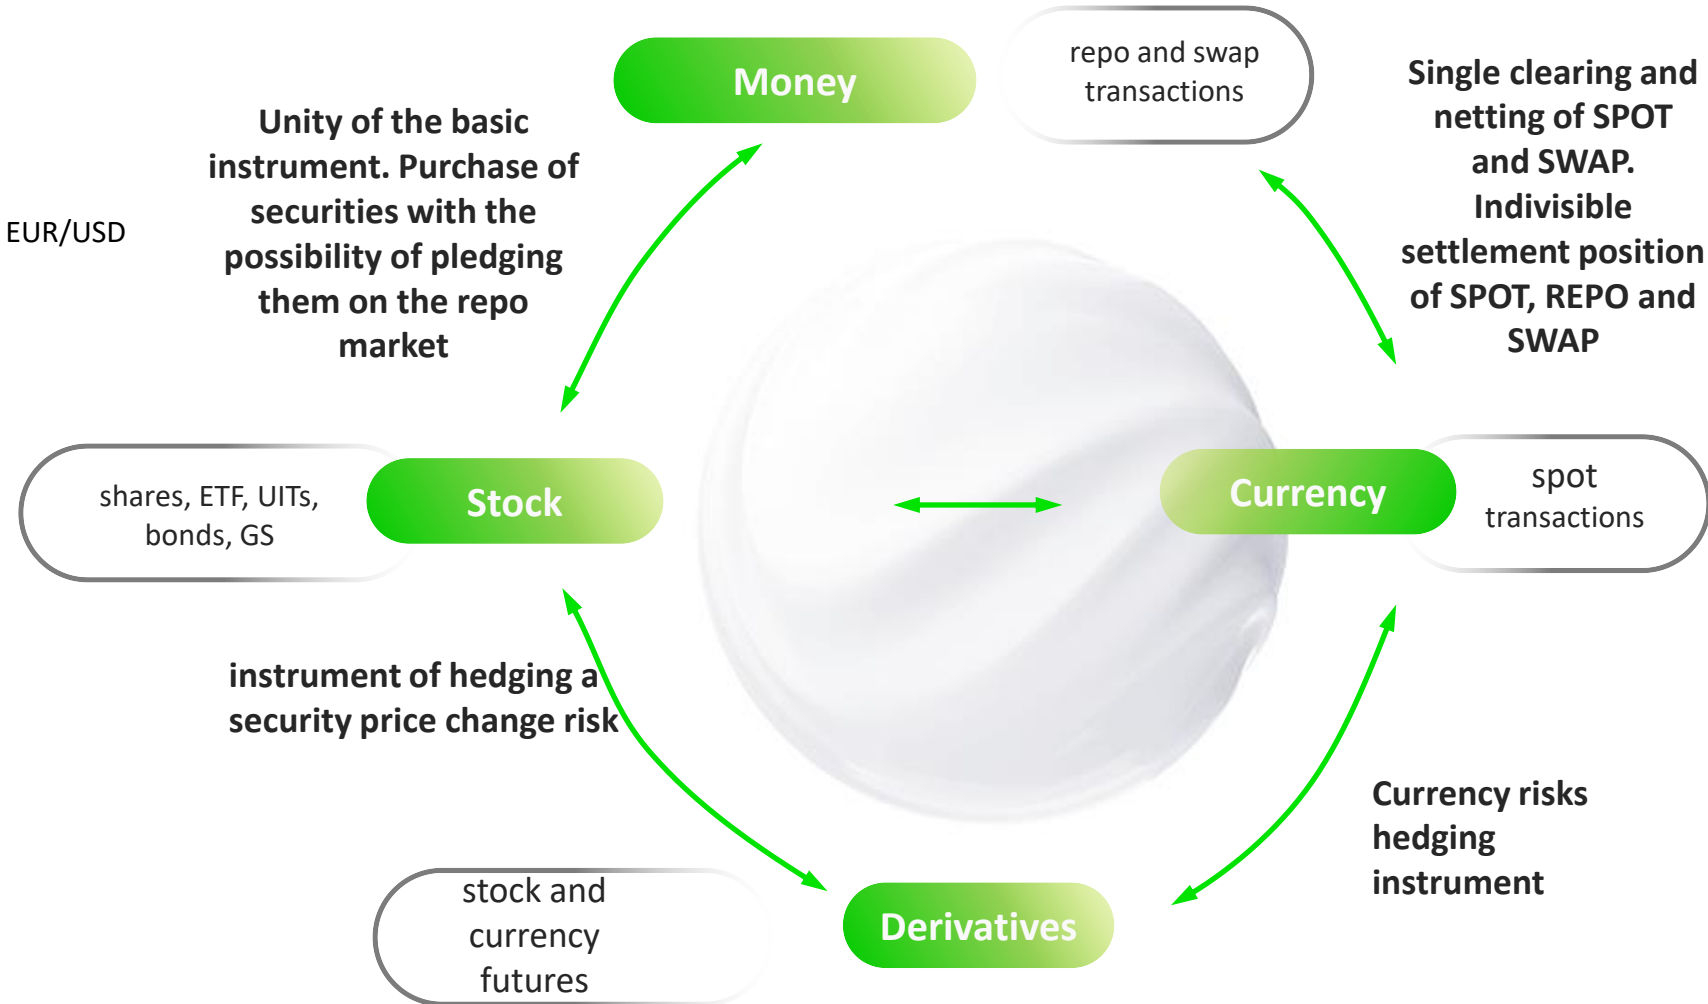 Money
repo and swap
transactions
Single clearing and
netting of SPOT
and SWAP.
Indivisible
settlement position
of SPOT, REPO and
SWAP
Unity of the basic
instrument. Purchase of
securities with the
possibility of pledging
them on the repo
market
EUR/USD
shares, ETF, UITs,
bonds, GS
Stock
Currency
spot
transactions
instrument of hedging a
security price change risk
Currency risks
hedging
instrument
stock and
currency
futures
Derivatives